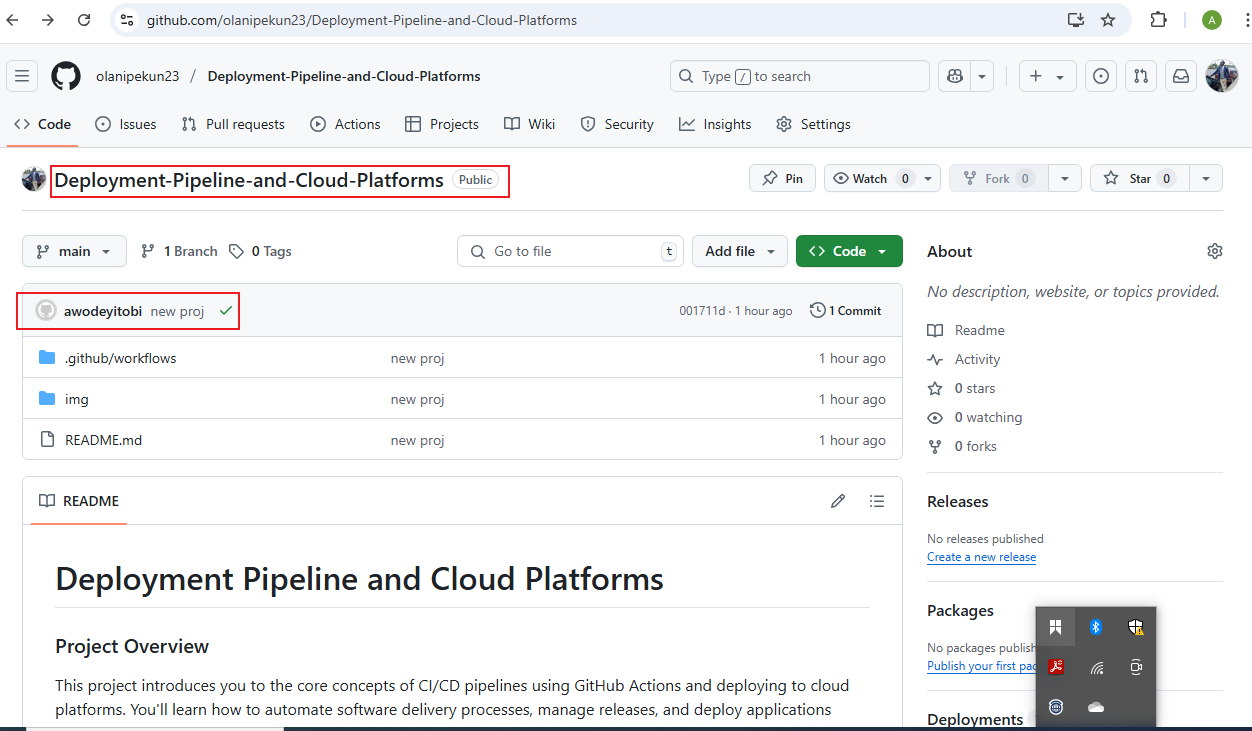 github.com/olanipekun23/Deployment-Pipeline-and-Cloud-Platforms
A
olanipekun23 / Deployment-Pipeline-and-Cloud-Platforms
Type / to search
Code Issues Pull requests Actions Projects Wiki Security Insights Settings
Deployment-Pipeline-and-Cloud-Platforms Public
Pin Watch 0 Fork 0 Star 0
main 1 Branch 0 Tags Go to file t Add file Code
awodeyitobi new proj 001711d · 1 hour ago 1 Commit
.github/workflows new proj 1 hour ago
img new proj 1 hour ago
README.md new proj 1 hour ago
README
Deployment Pipeline and Cloud Platforms
Project Overview
This project introduces you to the core concepts of CI/CD pipelines using GitHub Actions and deploying to cloud
platforms. You'll learn how to automate software delivery processes, manage releases, and deploy applications
About
No description, website, or topics provided.
Readme
Activity
0 stars
0 watching
0 forks
Releases
No releases published
Create a new release
Packages
No packages publish
Publish your first pac
Deployments